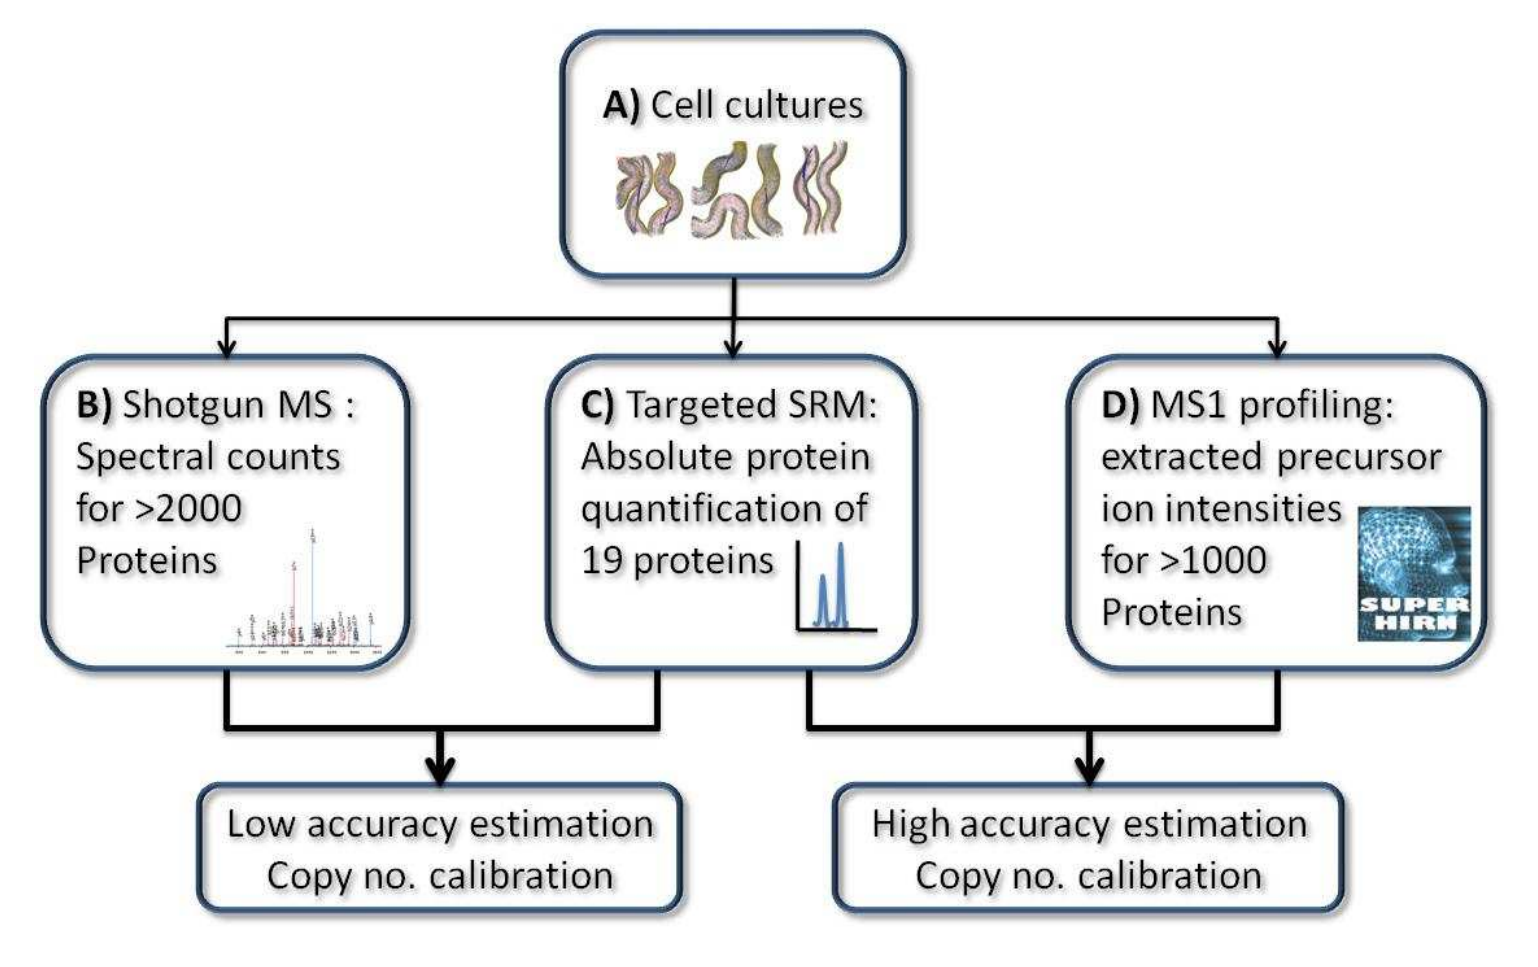 A) Cell cultures
B) Shotgun MS :
Spectral counts
for >2000
Proteins
C) Targeted SRM:
Absolute protein
quantification of
19 proteins
D) MS1 profiling:
extracted precursor
ion intensities
for >1000
Proteins
SUPER
HIRN
Low accuracy estimation
Copy no. calibration
High accuracy estimation
Copy no. calibration